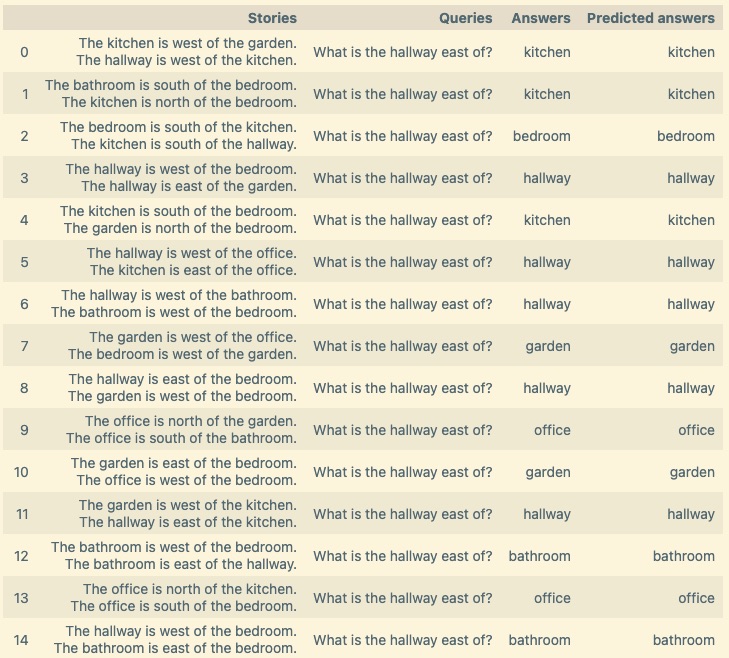 Stories Queries Answers Predicted answers
0 The kitchen is west of the garden. What is the hallway east of? kitchen kitchen
The hallway is west of the kitchen.
1 The bathroom is south of the bedroom. What is the hallway east of? kitchen kitchen
The kitchen is north of the bedroom.
2 The bedroom is south of the kitchen. What is the hallway east of? bedroom bedroom
The kitchen is south of the hallway.
3 The hallway is west of the bedroom. What is the hallway east of? hallway hallway
The hallway is east of the garden.
4 The kitchen is south of the bedroom. What is the hallway east of? kitchen kitchen
The garden is north of the bedroom.
5 The hallway is west of the office. What is the hallway east of? hallway hallway
The kitchen is east of the office.
6 The hallway is west of the bathroom. What is the hallway east of? hallway hallway
The bathroom is west of the bedroom.
7 The garden is west of the office. What is the hallway east of? garden garden
The bedroom is west of the garden.
8 The hallway is east of the bedroom. What is the hallway east of? hallway hallway
The garden is west of the bedroom.
9 The office is north of the garden. What is the hallway east of? office office
The office is south of the bathroom.
10 The garden is east of the bedroom. What is the hallway east of? garden garden
The office is west of the bedroom.
11 The garden is west of the kitchen. What is the hallway east of? hallway hallway
The hallway is east of the kitchen.
12 The bathroom is west of the bedroom. What is the hallway east of? bathroom bathroom
The bathroom is east of the hallway.
13 The office is north of the kitchen. What is the hallway east of? office office
The office is south of the bedroom.
14 The hallway is west of the bedroom. What is the hallway east of? bathroom bathroom
The bathroom is east of the bedroom.